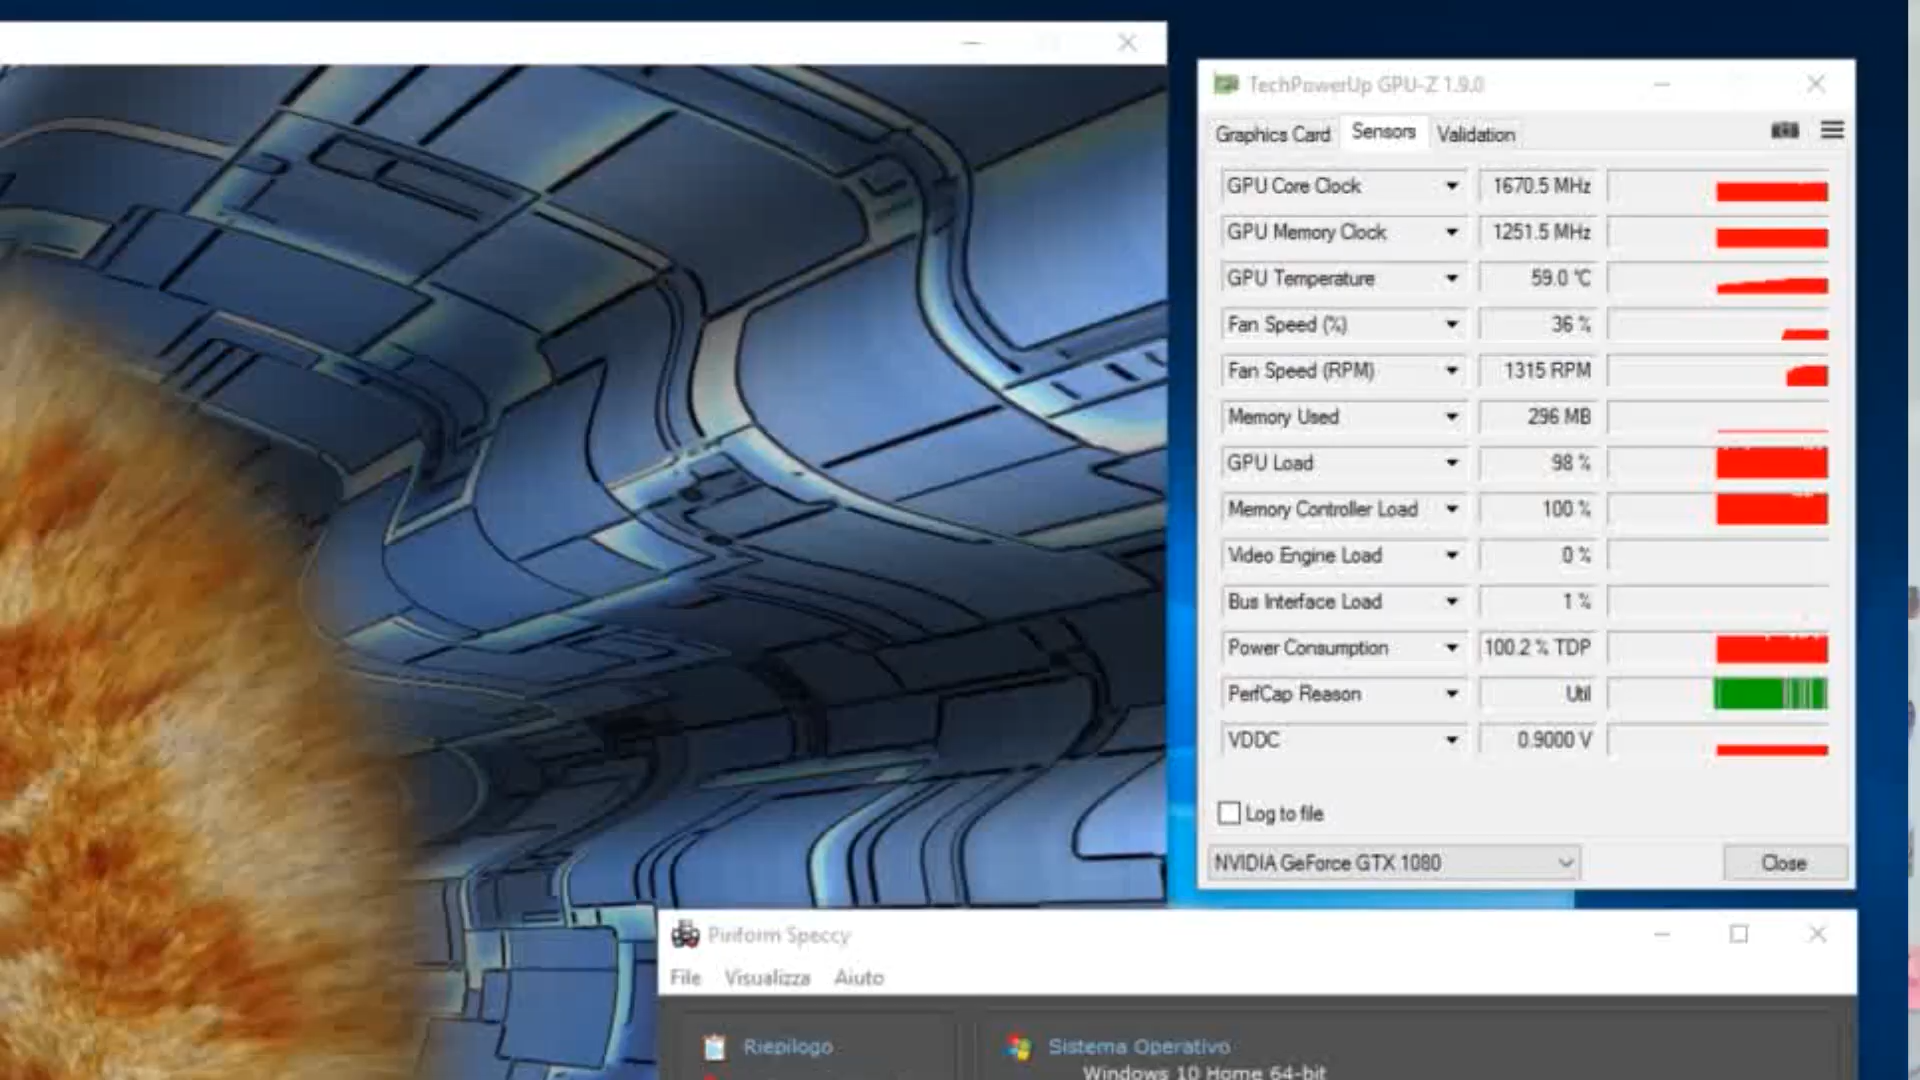 TechPowerUp GPU-Z 1.9.0
Graphics Card Sensors Validation
GPU Core Clock 1670.5 MHz
GPU Memory Clock 1251.5 MHz
GPU Temperature 59.0 °C
Fan Speed (%) 36 %
Fan Speed (RPM) 1315 RPM
Memory Used 296 MB
GPU Load 98 %
Memory Controller Load 100 %
Video Engine Load 0 %
Bus Interface Load 1 %
Power Consumption 100.2 % TDP
PerfCap Reason Util
VDDC 0.9000 V
Log to file
NVIDIA GeForce GTX 1080 Close
Piriform Speccy
File Visualizza Aiuto
Riepilogo Sistema Operativo
Windows 10 Home 64-bit